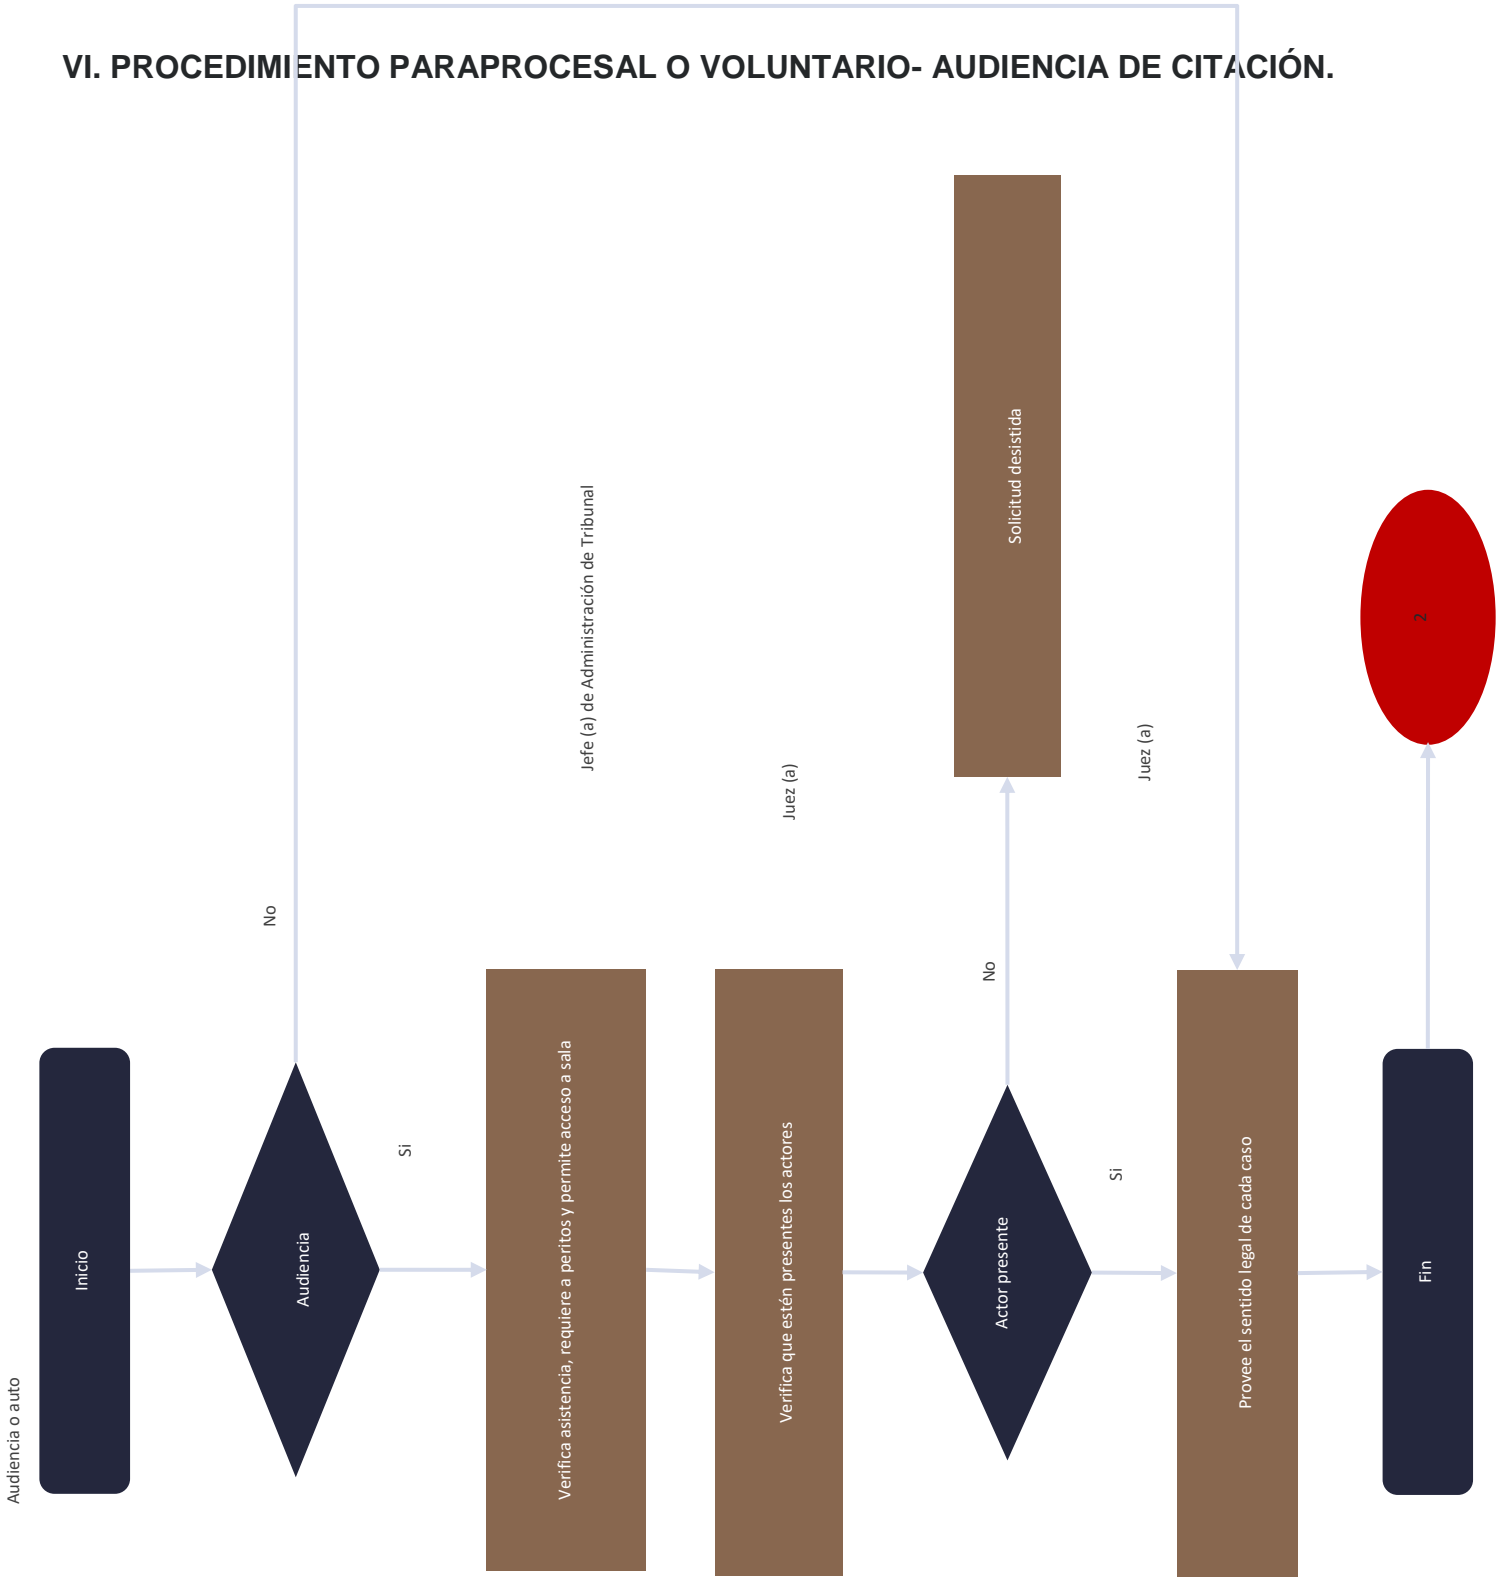 VI. PROCEDIMIENTO PARAPROCESAL O VOLUNTARIO- AUDIENCIA DE CITACIÓN.
Audiencia o auto
Inicio
Audiencia
No
Si
Verifica asistencia, requiere a peritos y permite acceso a sala
Jefe (a) de Administración de Tribunal
Verifica que estén presentes los actores
Juez (a)
Actor presente
No
Solicitud desistida
Si
Provee el sentido legal de cada caso
Juez (a)
Fin
2